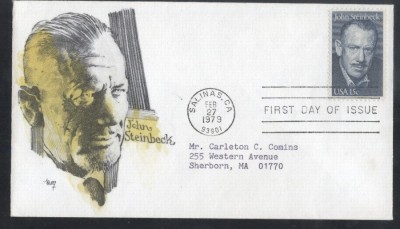 John Steinbeck
USA 15c
SALINAS, CA
FEB
27
1979
93901
FIRST DAY OF ISSUE
John
Steinbeck
Mr. Carleton C. Comins
255 Western Avenue
Sherborn, MA 01770